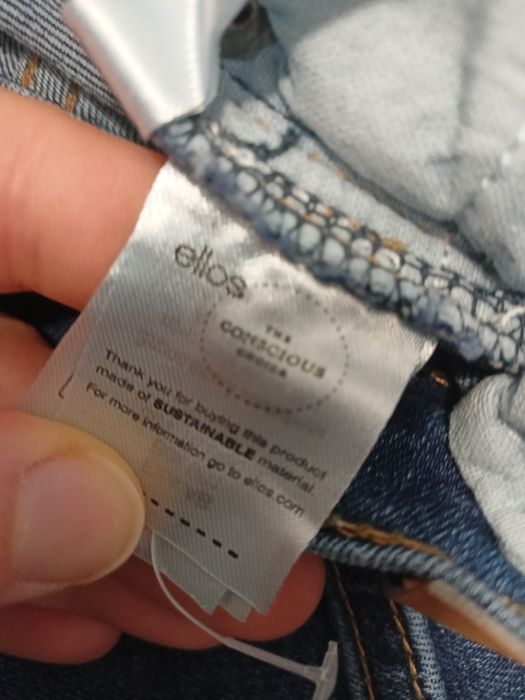 ellos
THE
CONSCIOUS
CHOICE
Thank you for buying this product
made of SUSTAINABLE material.
For more information go to ellos.com